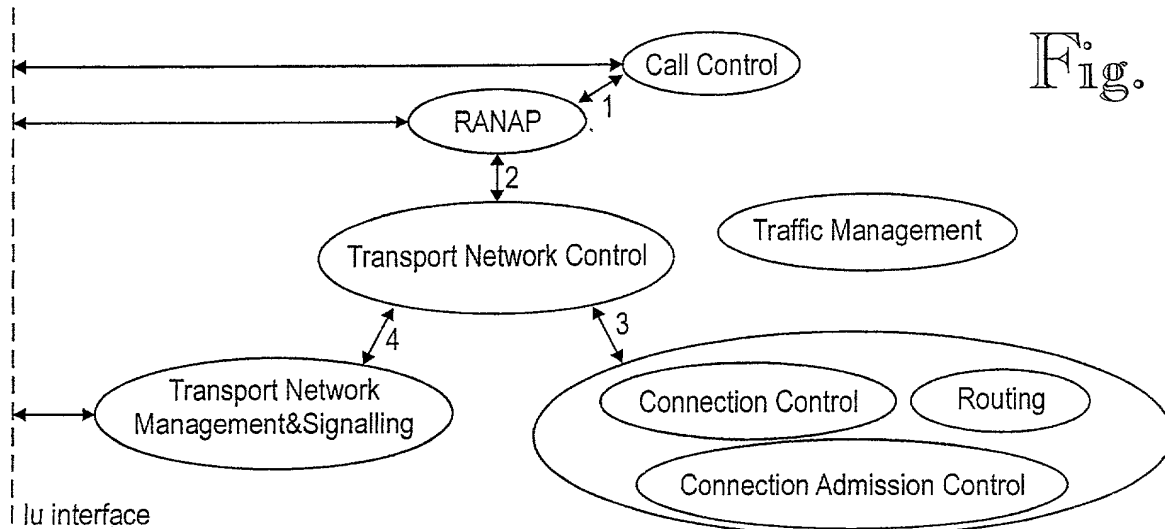 Fig.
Call Control
1
RANAP
2
Transport Network Control
Traffic Management
4
3
Transport Network
Management&Signalling
Connection Control
Routing
Connection Admission Control
Iu interface